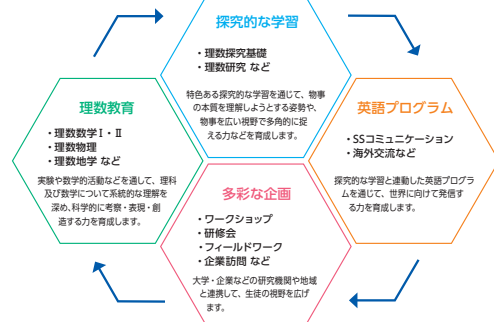 探究的な学習
・理数探究基礎
・理数研究 など
特色ある探究的な学習を通じて、物事
の本質を理解しようとする姿勢や、
物事を広い視野で多角的に捉
える力などを育成します。
理数教育
・理数数学Ⅰ・Ⅱ
・理数物理
・理数地学 など
実験や数学的活動などを通して、理科
及び数学について系統的な理解を
深め、科学的に考察・表現・創
造する力を育成します。
英語プログラム
・SSコミュニケーション
・海外交流など
探究的な学習と連動した英語プログラ
ムを通じて、世界に向けて発信す
る力を育成します。
多彩な企画
・ワークショップ
・研修会
・フィールドワーク
・企業訪問 など
大学・企業などの研究機関や地域
と連携して、生徒の視野を広げ
ます。